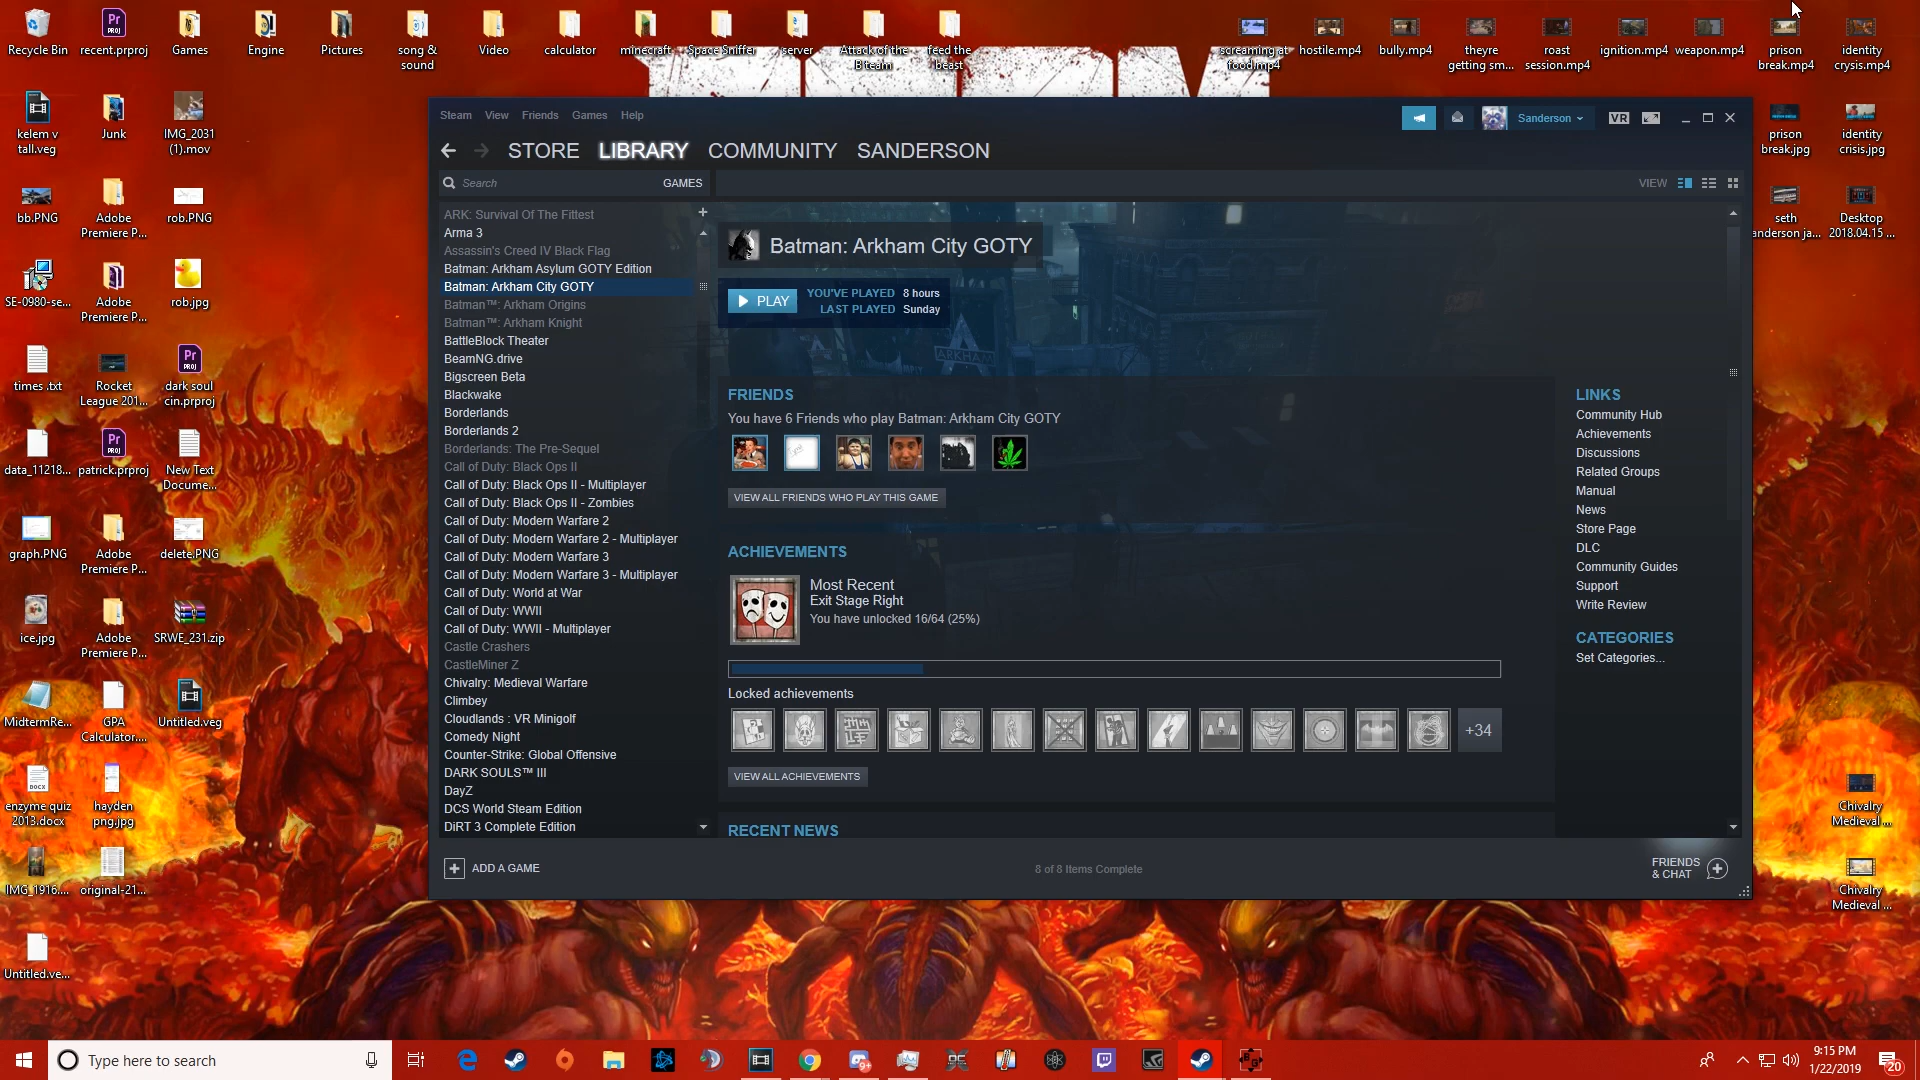 Recycle Bin
recent.prproj
Games
Engine
Pictures
song &
sound
Video
calculator
minecraft
Space Sniffer
server
Attack of the
B team
feed the
beast
screaming at
food.mp4
hostile.mp4
bully.mp4
theyre
getting sm...
roast
session.mp4
ignition.mp4
weapon.mp4
prison
break.mp4
identity
crysis.mp4
kelem v
tall.veg
Junk
IMG_2031
(1).mov
prison
break.jpg
identity
crisis.jpg
bb.PNG
Adobe
Premiere P...
rob.PNG
seth
anderson ja...
Desktop
2018.04.15 ...
SE-0980-se...
Adobe
Premiere P...
rob.jpg
times .txt
Rocket
League 201...
dark soul
cin.prproj
data_11218...
patrick.prproj
New Text
Docume...
graph.PNG
Adobe
Premiere P...
delete.PNG
ice.jpg
Adobe
Premiere P...
SRWE_231.zip
MidtermRe...
GPA
Calculator....
Untitled.veg
enzyme quiz
2013.docx
hayden
png.jpg
Chivalry
Medieval ...
IMG_1916....
original-21...
Chivalry
Medieval ...
Untitled.ve...
Steam View Friends Games Help
Sanderson
VR
STORE LIBRARY COMMUNITY SANDERSON
Search
GAMES
VIEW
ARK: Survival Of The Fittest
Arma 3
Assassin's Creed IV Black Flag
Batman: Arkham Asylum GOTY Edition
Batman: Arkham City GOTY
Batman™: Arkham Origins
Batman™: Arkham Knight
BattleBlock Theater
BeamNG.drive
Bigscreen Beta
Blackwake
Borderlands
Borderlands 2
Borderlands: The Pre-Sequel
Call of Duty: Black Ops II
Call of Duty: Black Ops II - Multiplayer
Call of Duty: Black Ops II - Zombies
Call of Duty: Modern Warfare 2
Call of Duty: Modern Warfare 2 - Multiplayer
Call of Duty: Modern Warfare 3
Call of Duty: Modern Warfare 3 - Multiplayer
Call of Duty: World at War
Call of Duty: WWII
Call of Duty: WWII - Multiplayer
Castle Crashers
CastleMiner Z
Chivalry: Medieval Warfare
Climbey
Cloudlands : VR Minigolf
Comedy Night
Counter-Strike: Global Offensive
DARK SOULS™ III
DayZ
DCS World Steam Edition
DiRT 3 Complete Edition
Batman: Arkham City GOTY
PLAY
YOU'VE PLAYED 8 hours
LAST PLAYED Sunday
ARKHAM
FRIENDS
You have 6 Friends who play Batman: Arkham City GOTY
VIEW ALL FRIENDS WHO PLAY THIS GAME
ACHIEVEMENTS
Most Recent
Exit Stage Right
You have unlocked 16/64 (25%)
Locked achievements
+34
VIEW ALL ACHIEVEMENTS
RECENT NEWS
LINKS
Community Hub
Achievements
Discussions
Related Groups
Manual
News
Store Page
DLC
Community Guides
Support
Write Review
CATEGORIES
Set Categories...
ADD A GAME
8 of 8 Items Complete
FRIENDS
& CHAT
Type here to search
9:15 PM
1/22/2019
20